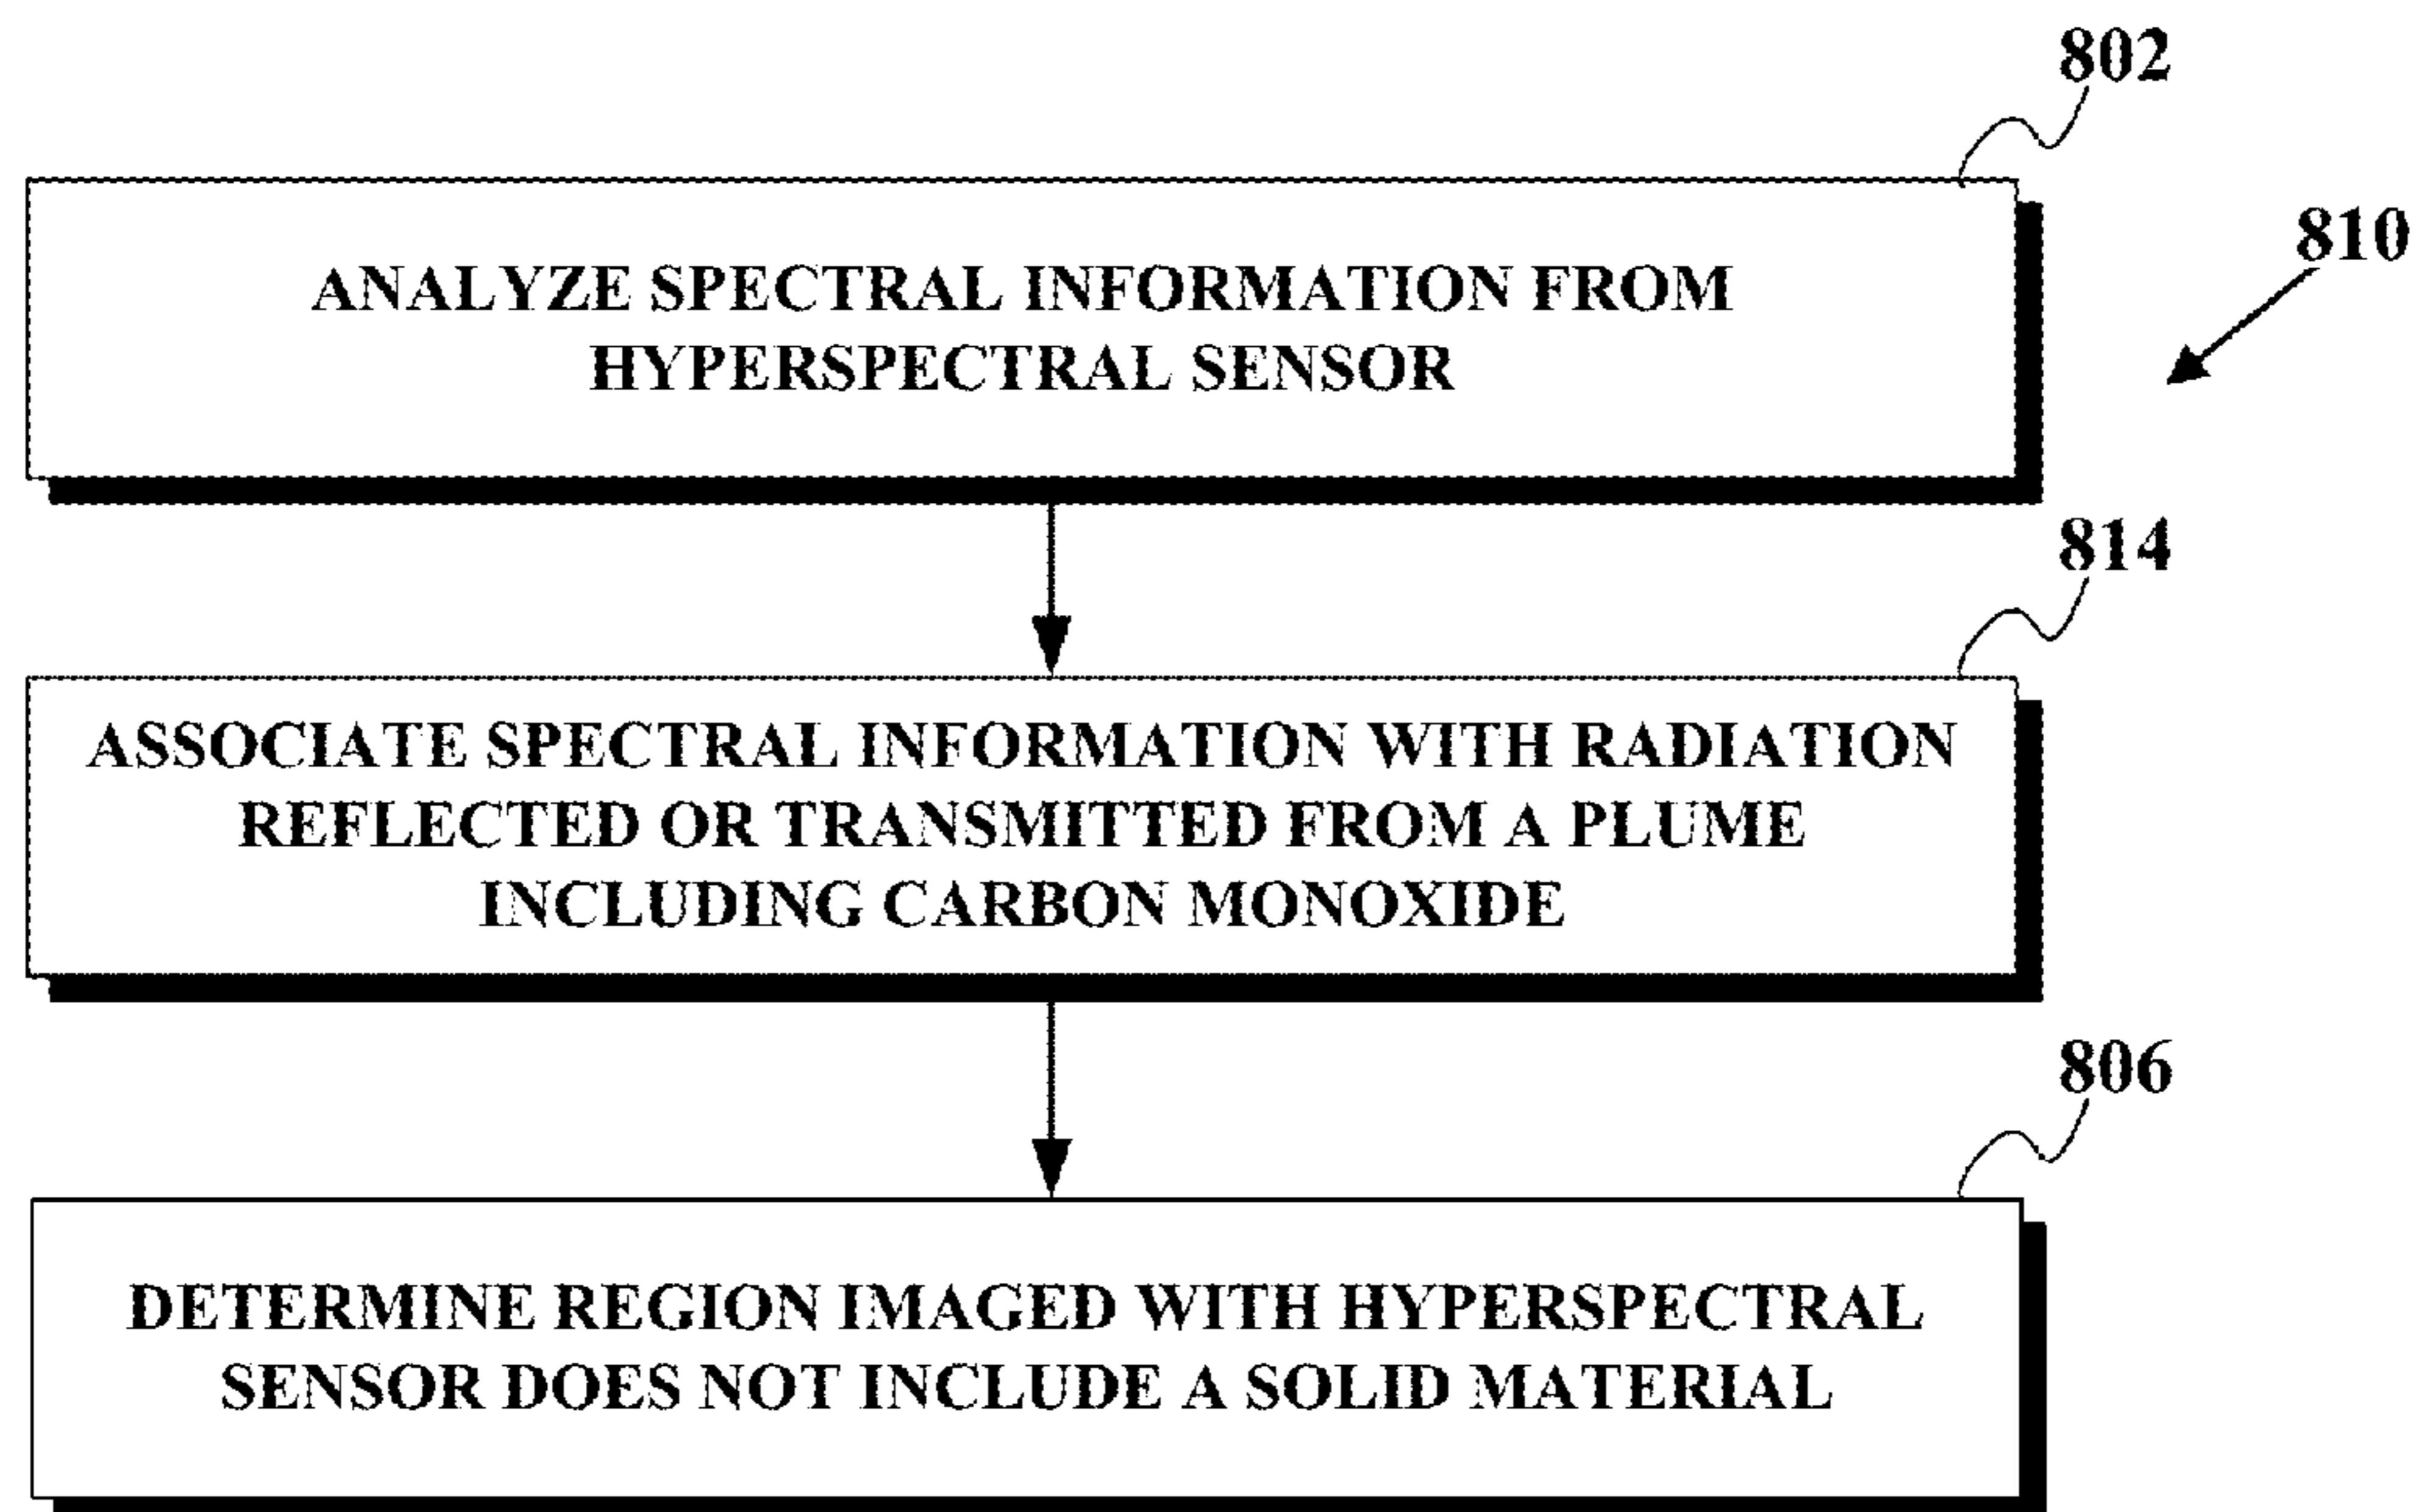 802
810
ANALYZE SPECTRAL INFORMATION FROM
HYPERSPECTRAL SENSOR
814
ASSOCIATE SPECTRAL INFORMATION WITH RADIATION
REFLECTED OR TRANSMITTED FROM A PLUME
INCLUDING CARBON MONOXIDE
806
DETERMINE REGION IMAGED WITH HYPERSPECTRAL
SENSOR DOES NOT INCLUDE A SOLID MATERIAL